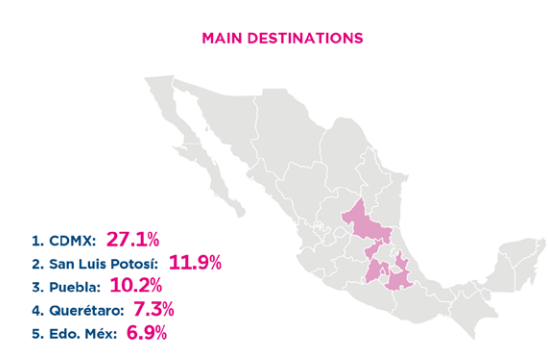 MAIN DESTINATIONS
1. CDMX: 27.1%
2. San Luis Potosí: 11.9%
3. Puebla: 10.2%
4. Querétaro: 7.3%
5. Edo. Méx: 6.9%